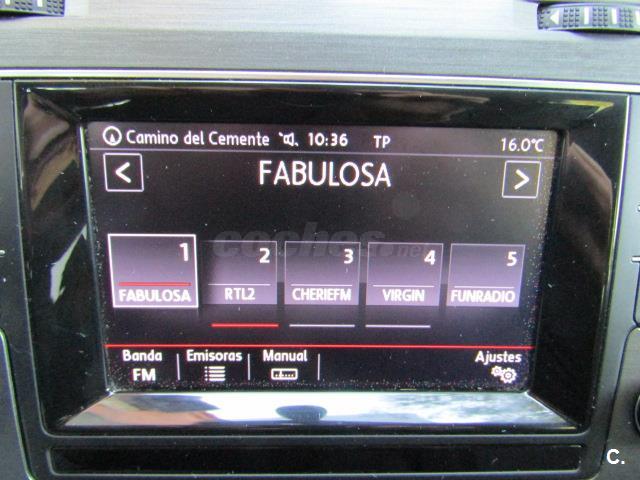 Camino del Cemente 10:36 TP 16.0°C
< FABULOSA >
1 2 3 4 5
FABULOSA RTL2 CHERIEFM VIRGIN FUNRADIO
coches.net
Banda Emisoras Manual Ajustes
FM
C.